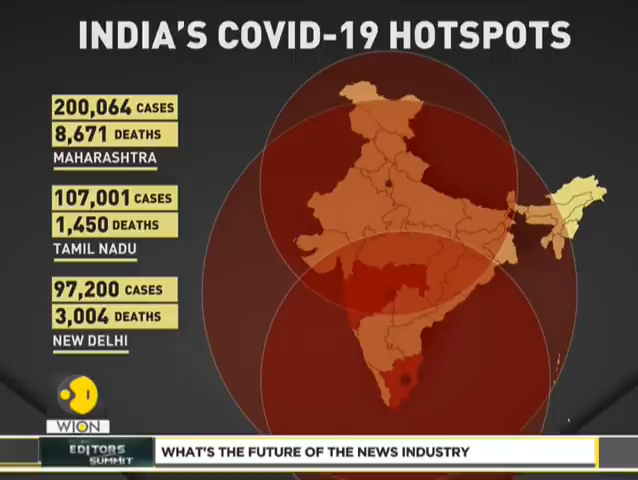 INDIA'S COVID-19 HOTSPOTS
200,064 CASES
8,671 DEATHS
MAHARASHTRA
107,001 CASES
1,450 DEATHS
TAMIL NADU
97,200 CASES
3,004 DEATHS
NEW DELHI
WION
EDITORS
SUMMIT
WHAT'S THE FUTURE OF THE NEWS INDUSTRY